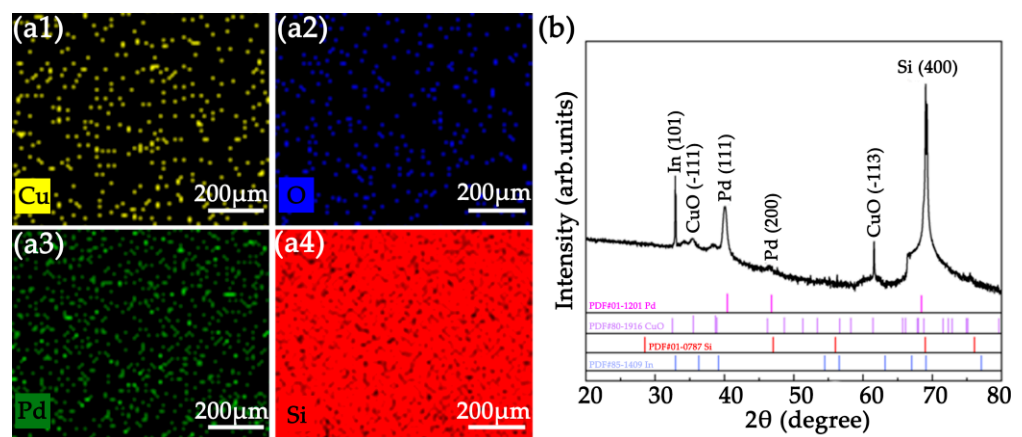 (a1)
Cu
200μm
(a2)
O
200μm
(a3)
Pd
200μm
(a4)
Si
200μm
(b)
Intensity (arb.units)
In (101)
CuO (-111)
Pd (111)
Pd (200)
CuO (-113)
Si (400)
PDF#01-1201 Pd
PDF#80-1916 CuO
PDF#01-0787 Si
PDF#85-1409 In
20 30 40 50 60 70 80
2θ (degree)